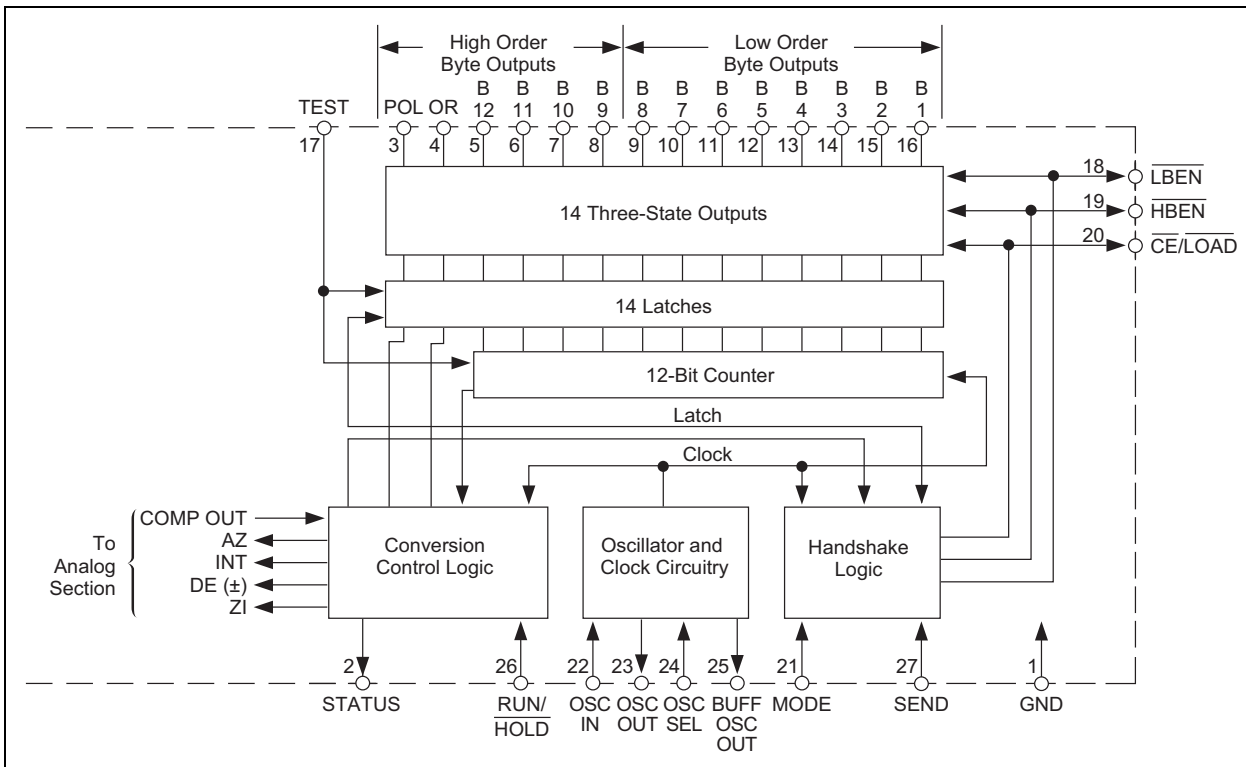 High Order
Byte Outputs
Low Order
Byte Outputs
TEST
POL OR
B
12
B
11
B
10
B
9
B
8
B
7
B
6
B
5
B
4
B
3
B
2
B
1
17
3
4
5
6
7
8
9
10
11
12
13
14
15
16
14 Three-State Outputs
18
LBEN
19
HBEN
20
CE/LOAD
14 Latches
12-Bit Counter
Latch
Clock
To
Analog
Section
COMP OUT
AZ
INT
DE (±)
ZI
Conversion
Control Logic
Oscillator and
Clock Circuitry
Handshake
Logic
2
26
22
23
24
25
21
27
1
STATUS
RUN/
HOLD
OSC
IN
OSC
OUT
OSC
SEL
BUFF
OSC
OUT
MODE
SEND
GND